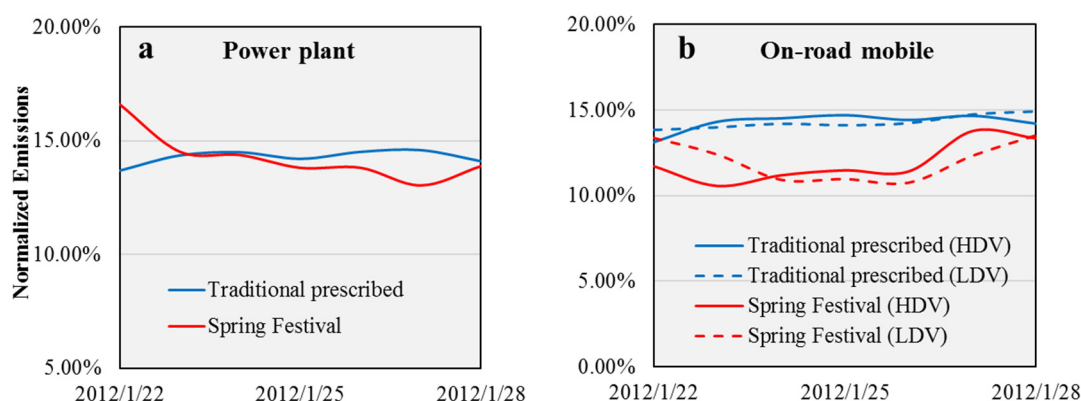 a Power plant
Normalized Emissions
20.00%
15.00%
10.00%
5.00%
Traditional prescribed
Spring Festival
2012/1/22 2012/1/25 2012/1/28
b On-road mobile
20.00%
15.00%
10.00%
5.00%
0.00%
Traditional prescribed (HDV)
Traditional prescribed (LDV)
Spring Festival (HDV)
Spring Festival (LDV)
2012/1/22 2012/1/25 2012/1/28